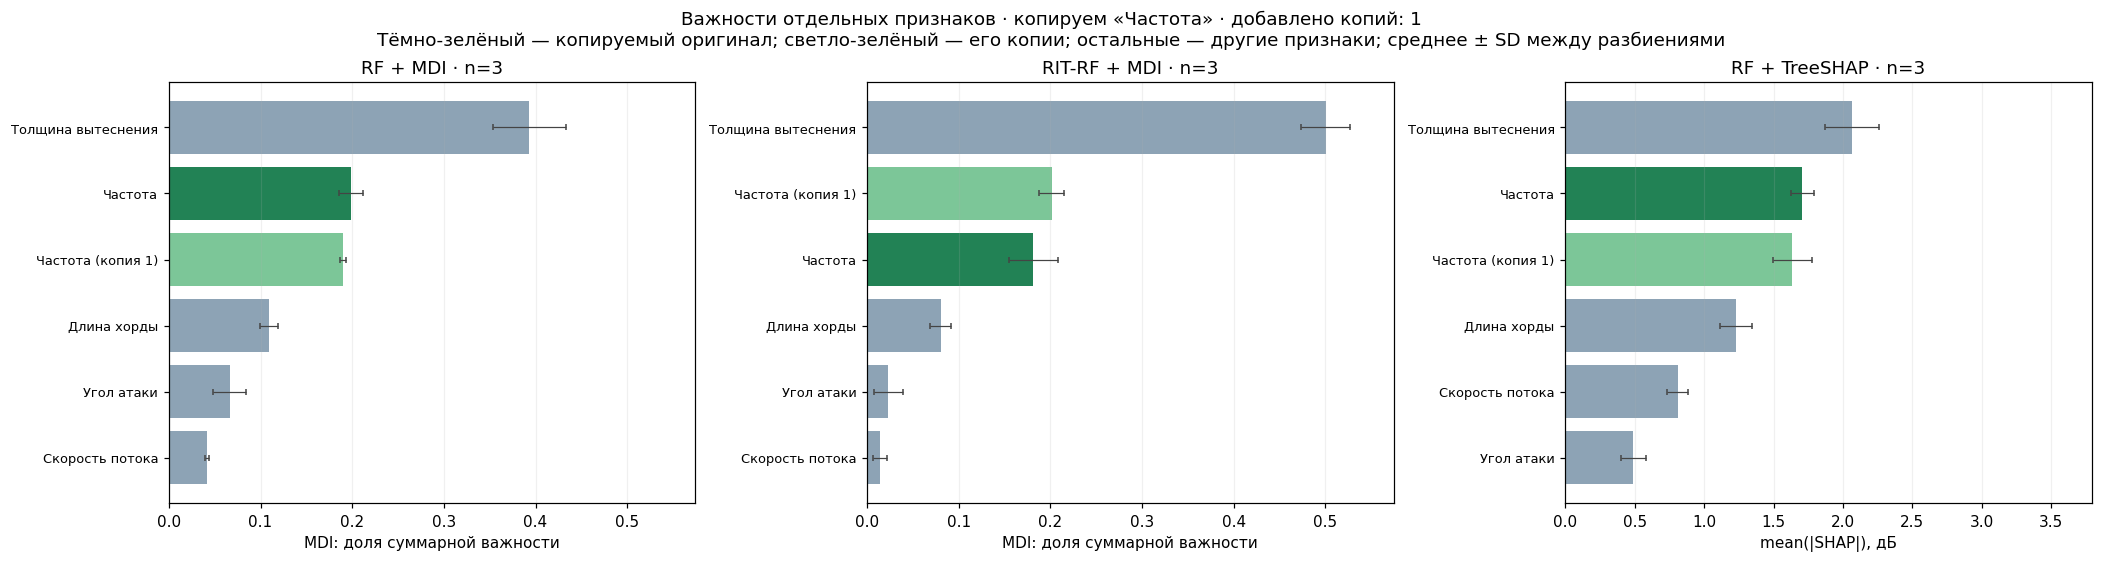 Важности отдельных признаков · копируем «Частота» · добавлено копий: 1
Тёмно-зелёный — копируемый оригинал; светло-зелёный — его копии; остальные — другие признаки; среднее ± SD между разбиениями
RF + MDI · n=3
Толщина вытеснения
Частота
Частота (копия 1)
Длина хорды
Угол атаки
Скорость потока
0.0 0.1 0.2 0.3 0.4 0.5
MDI: доля суммарной важности
RIT-RF + MDI · n=3
Толщина вытеснения
Частота (копия 1)
Частота
Длина хорды
Угол атаки
Скорость потока
0.0 0.1 0.2 0.3 0.4 0.5
MDI: доля суммарной важности
RF + TreeSHAP · n=3
Толщина вытеснения
Частота
Частота (копия 1)
Длина хорды
Скорость потока
Угол атаки
0.0 0.5 1.0 1.5 2.0 2.5 3.0 3.5
mean(|SHAP|), дБ